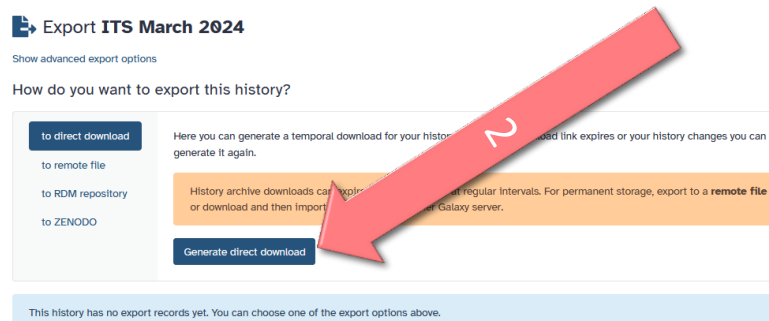 Export ITS March 2024
Show advanced export options
How do you want to export this history?
to direct download
to remote file
to RDM repository
to ZENODO
Here you can generate a temporal download for your histor ad link expires or your history changes you can
generate it again.
History archive downloads can expire at regular intervals. For permanent storage, export to a remote file
or download and then import er Galaxy server.
Generate direct download
2
This history has no export records yet. You can choose one of the export options above.